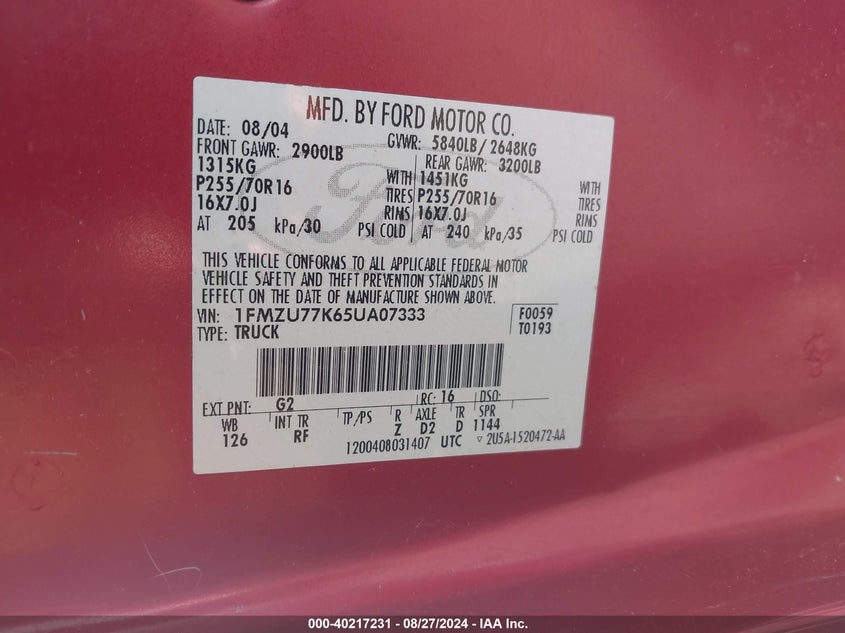 MFD. BY FORD MOTOR CO.
DATE: 08/04 GVWR: 5840LB/ 2648KG
FRONT GAWR: 2900LB REAR GAWR: 3200LB
1315KG WITH 1451KG WITH
P255/70R16 TIRES P255/70R16 TIRES
16X7.0J RIMS 16X7.0J RIMS
AT 205 kPa/30 PSI COLD AT 240 kPa/35 PSI COLD
Ford
THIS VEHICLE CONFORMS TO ALL APPLICABLE FEDERAL MOTOR
VEHICLE SAFETY AND THEFT PREVENTION STANDARDS IN
EFFECT ON THE DATE OF MANUFACTURE SHOWN ABOVE.
VIN: 1FMZU77K65UA07333 F0059
TYPE: TRUCK T0193
EXT PNT: G2 RC: 16 DSO:
WB INT TR TP/PS R AXLE TR SPR
126 RF Z D2 D 1144
1200408031407 UTC ▽ 2U5A-1520472-AA
000-40217231 - 08/27/2024 - IAA Inc.